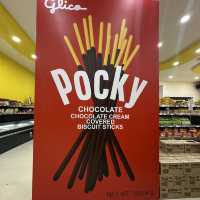 Glico
POCKY
CHOCOLATE
CHOCOLATE CREAM
COVERED
BISCUIT STICKS